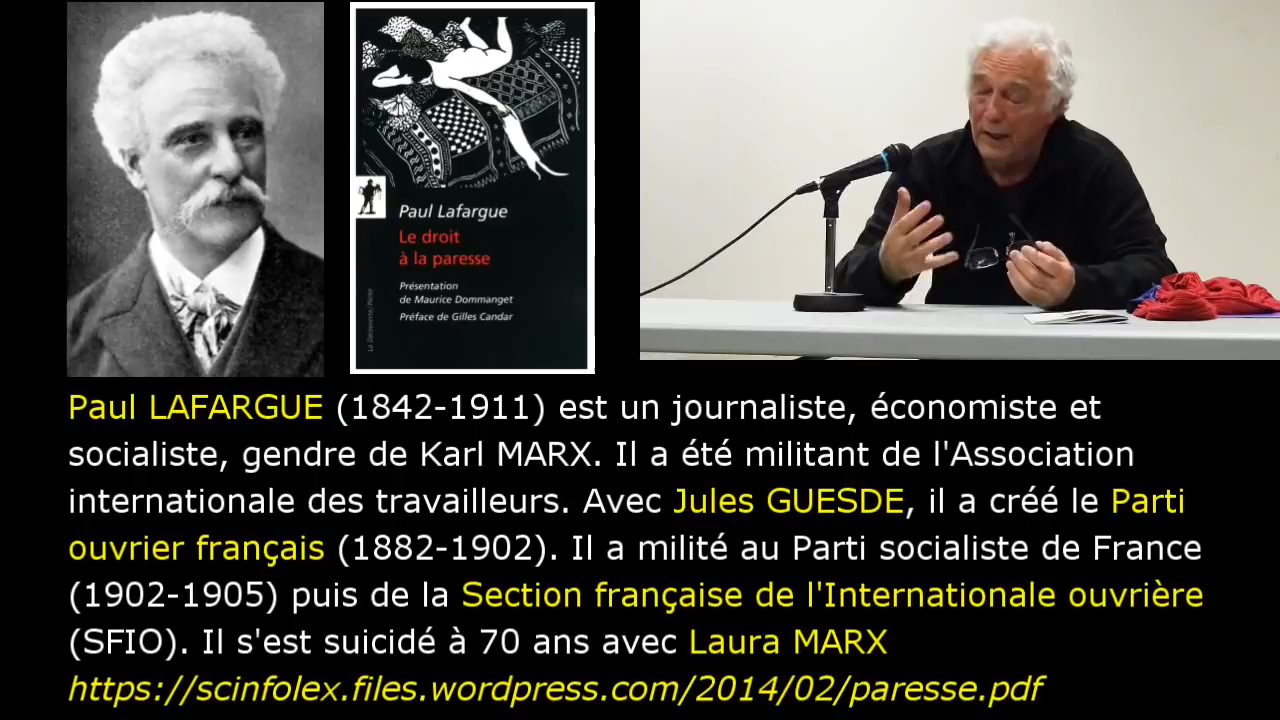 Paul Lafargue
Le droit
à la paresse
Présentation
de Maurice Dommanget
Préface de Gilles Candar
La Découverte/Poche
Paul LAFARGUE (1842-1911) est un journaliste, économiste et
socialiste, gendre de Karl MARX. Il a été militant de l'Association
internationale des travailleurs. Avec Jules GUESDE, il a créé le Parti
ouvrier français (1882-1902). Il a milité au Parti socialiste de France
(1902-1905) puis de la Section française de l'Internationale ouvrière
(SFIO). Il s'est suicidé à 70 ans avec Laura MARX
https://scinfolex.files.wordpress.com/2014/02/paresse.pdf